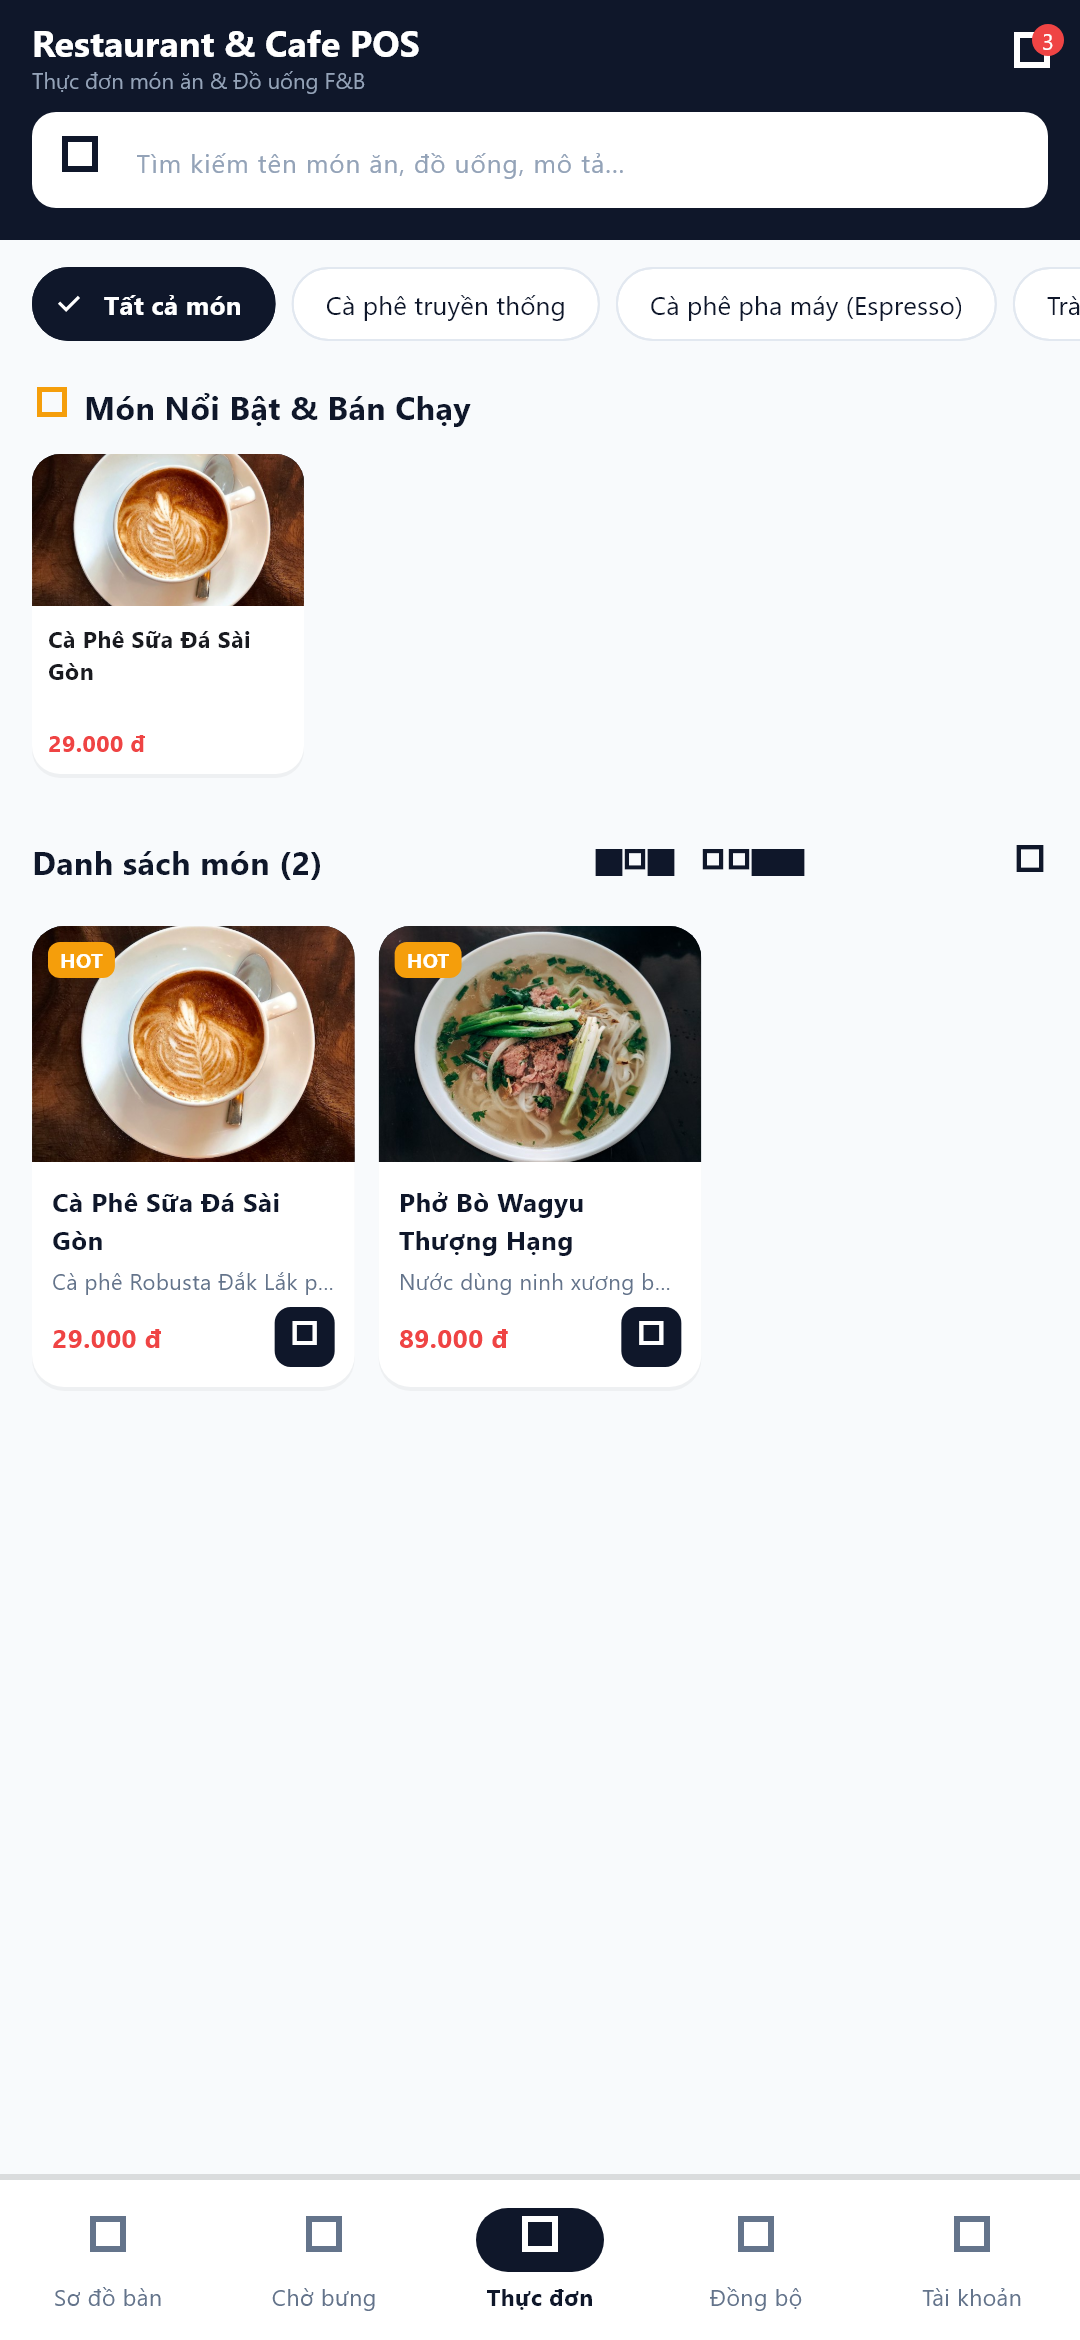 Restaurant & Cafe POS
3
Thực đơn món ăn & Đồ uống F&B
Tìm kiếm tên món ăn, đồ uống, mô tả...
Tất cả món
Cà phê truyền thống
Cà phê pha máy (Espresso)
Trà
Món Nổi Bật & Bán Chạy
Cà Phê Sữa Đá Sài
Gòn
29.000 đ
Danh sách món (2)
HOT
Cà Phê Sữa Đá Sài
Gòn
Cà phê Robusta Đắk Lắk p...
29.000 đ
HOT
Phở Bò Wagyu
Thượng Hạng
Nước dùng ninh xương b...
89.000 đ
Sơ đồ bàn
Chờ bưng
Thực đơn
Đồng bộ
Tài khoản